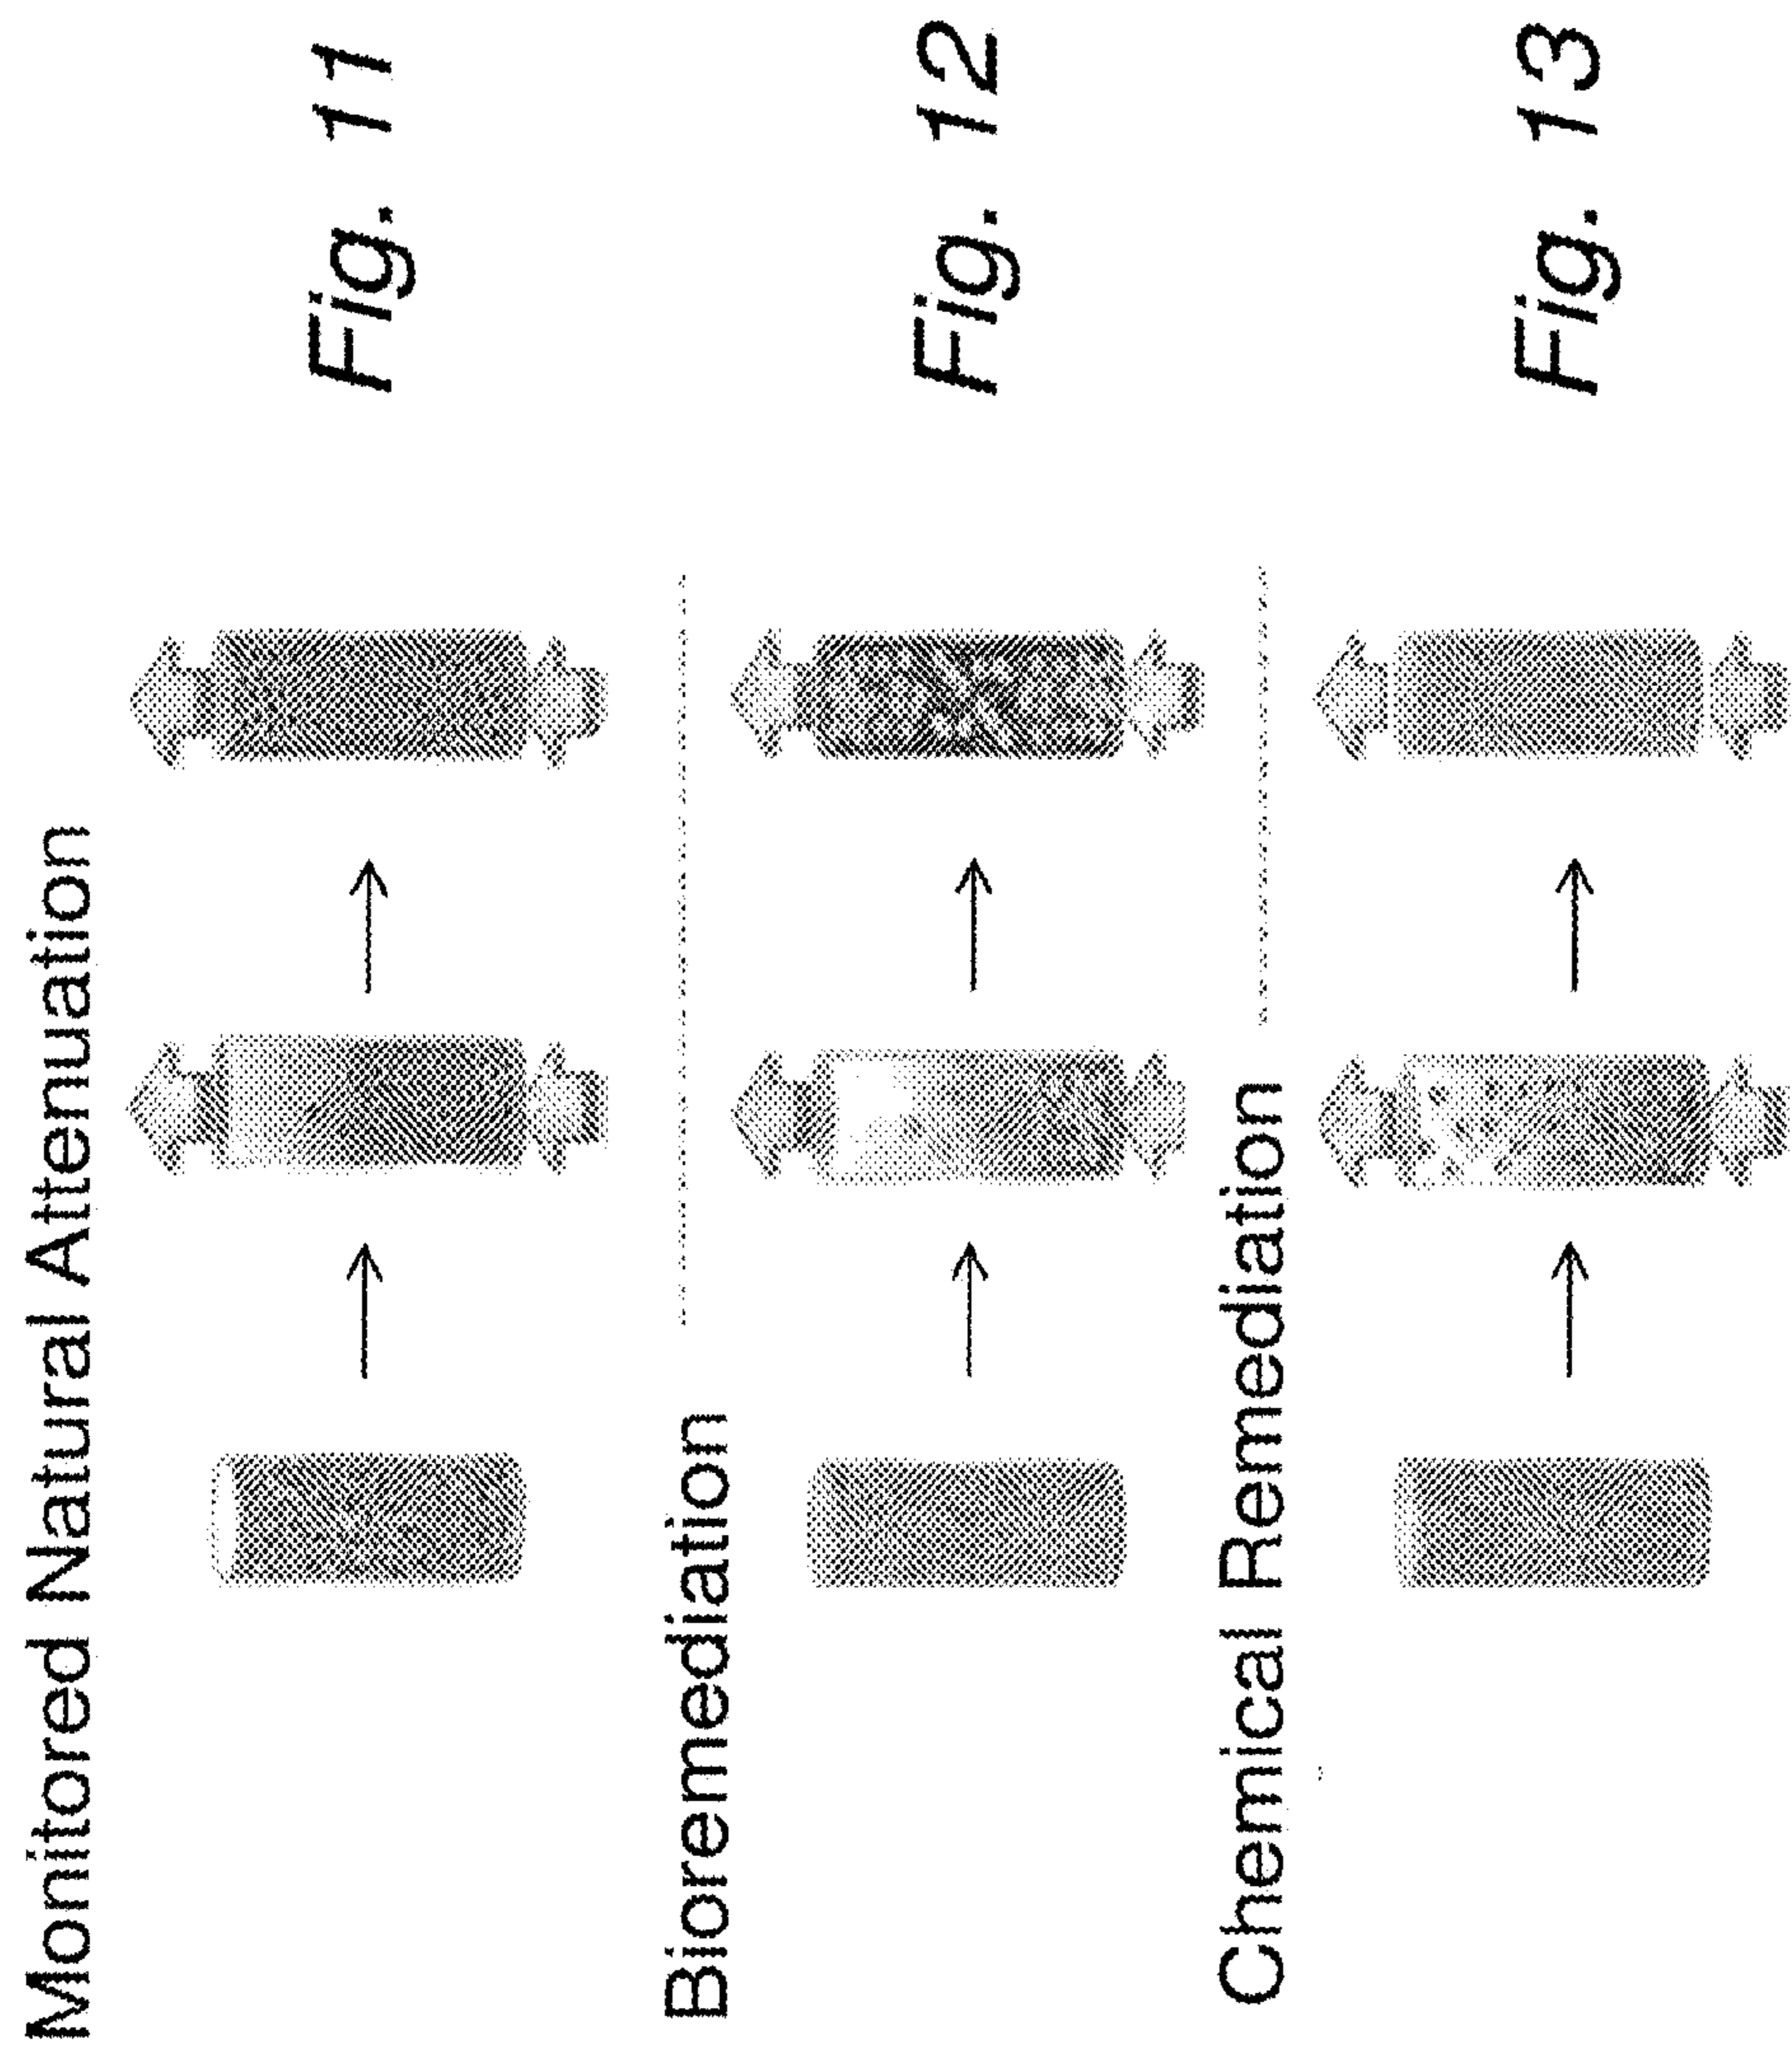 Monitored Natural Attenuation
Fig. 11
Bioremediation
Fig. 12
Chemical Remediation
Fig. 13